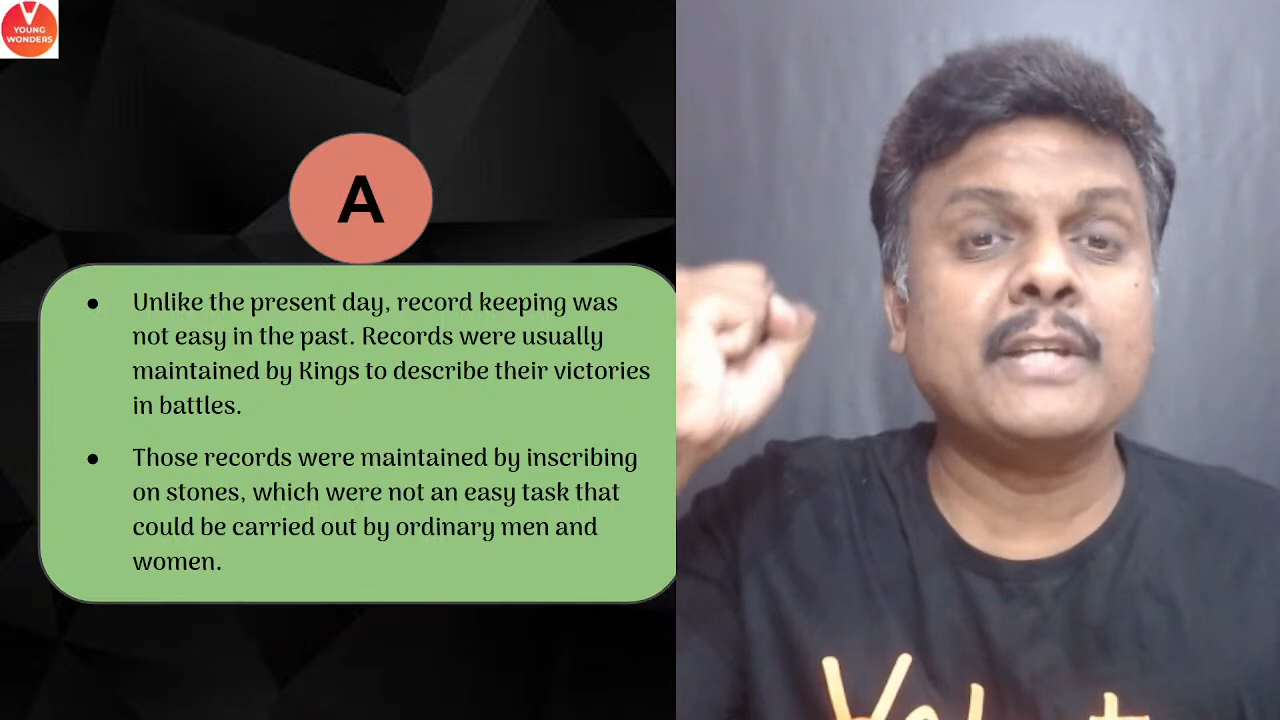 YOUNG
WONDERS
A
• Unlike the present day, record keeping was
not easy in the past. Records were usually
maintained by Kings to describe their victories
in battles.
• Those records were maintained by inscribing
on stones, which were not an easy task that
could be carried out by ordinary men and
women.